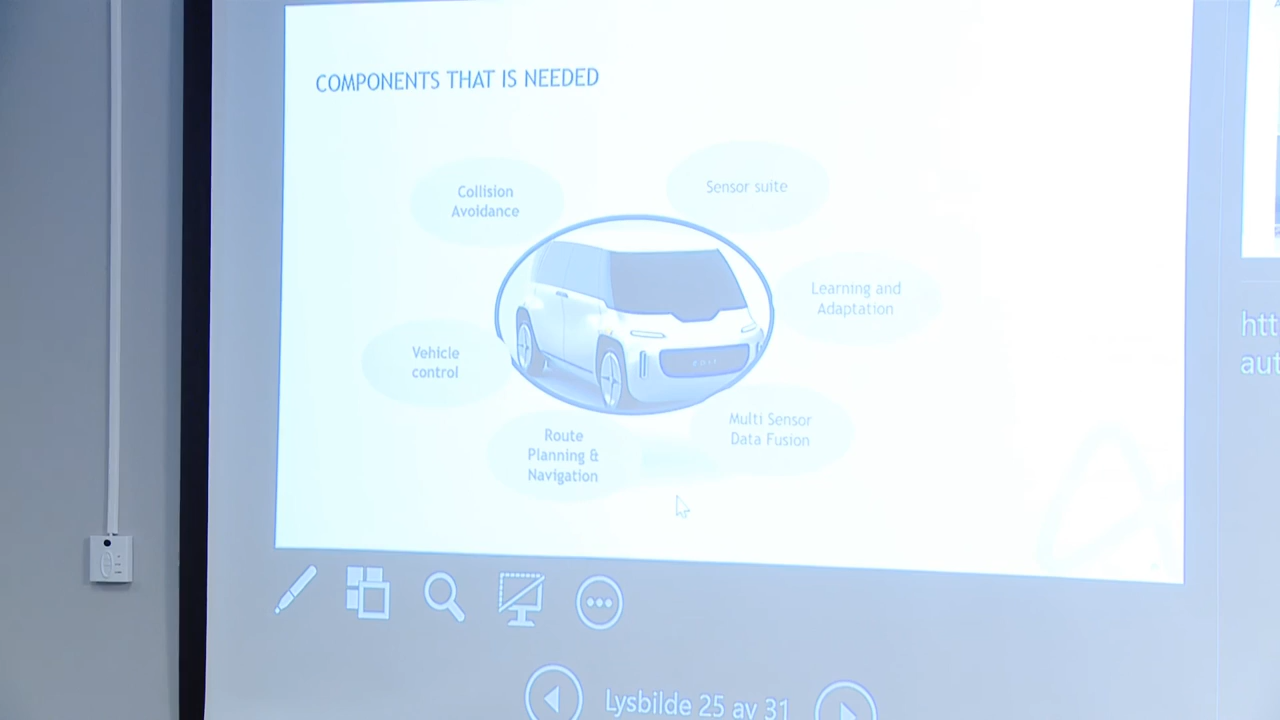 COMPONENTS THAT IS NEEDED
Collision
Avoidance
Sensor suite
Learning and
Adaptation
Vehicle
control
Multi Sensor
Data Fusion
Route
Planning &
Navigation
htt
aut
Lysbilde 25 av 31